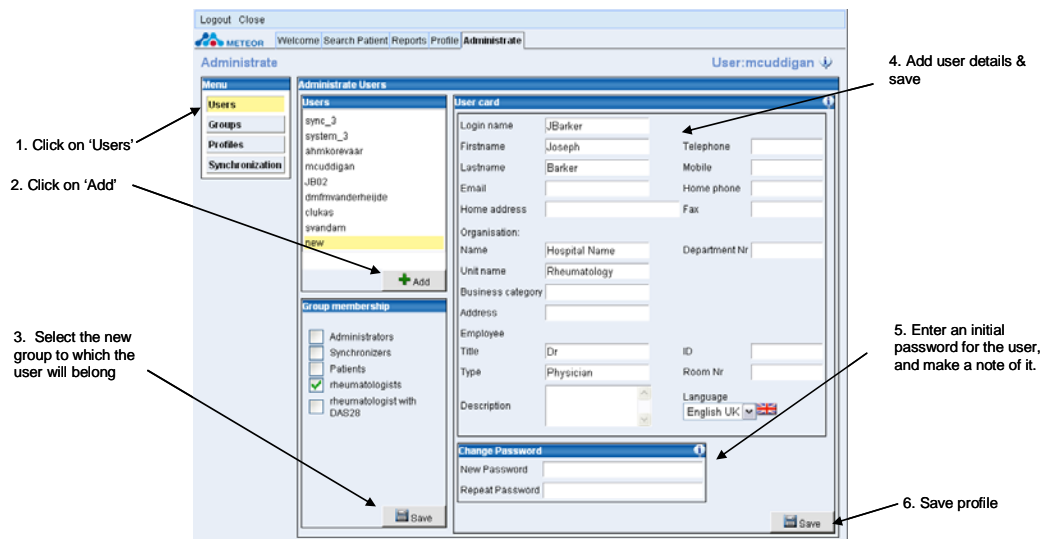 Logout Close
METEOR Welcome Search Patient Reports Profile Administrate
Administrate User:mcuddigan
Menu
Users
Groups
Profiles
Synchronization
Administrate Users
Users
sync_3
system_3
ahmkorevaar
mcuddigan
JB02
dmfmvanderheijde
clukas
svandam
new
Add
Group membership
Administrators
Synchronizers
Patients
rheumatologists
rheumatologist with
DAS28
Save
User card
Login name JBarker
Firstname Joseph Telephone
Lastname Barker Mobile
Email Home phone
Home address Fax
Organisation:
Name Hospital Name Department Nr
Unit name Rheumatology
Business category
Address
Employee
Title Dr ID
Type Physician Room Nr
Description Language
English UK
Change Password
New Password
Repeat Password
Save
1. Click on ‘Users’
2. Click on ‘Add’
3. Select the new
group to which the
user will belong
4. Add user details &
save
5. Enter an initial
password for the user,
and make a note of it.
6. Save profile